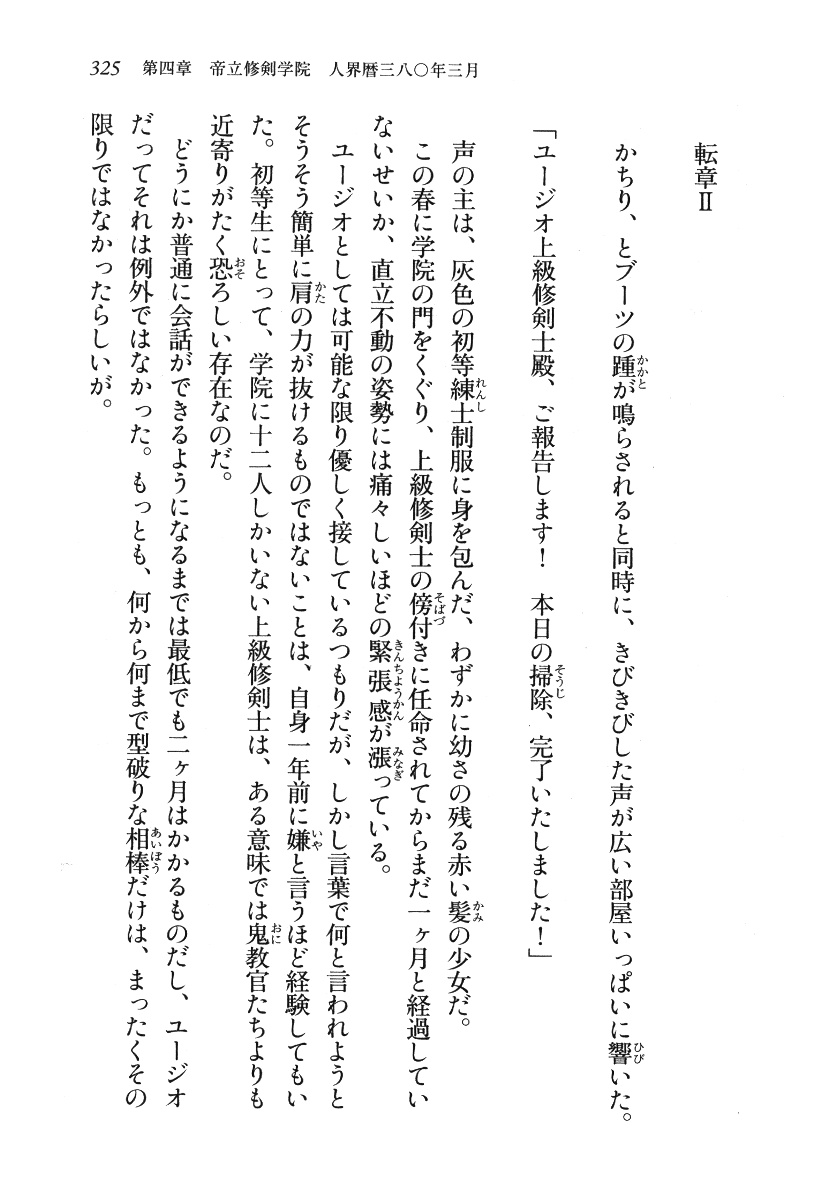 325　第四章　帝立修剣学院　人界暦三八〇年三月
転章Ⅱ
かちり、とブーツの踵が鳴らされると同時に、きびきびした声が広い部屋いっぱいに響いた。
「ユージオ上級修剣士殿、ご報告します！　本日の掃除、完了いたしました！」
声の主は、灰色の初等練士制服に身を包んだ、わずかに幼さの残る赤い髪の少女だ。
この春に学院の門をくぐり、上級修剣士の傍付きに任命されてからまだ一ヶ月と経過してい
ないせいか、直立不動の姿勢には痛々しいほどの緊張感が漲っている。
ユージオとしては可能な限り優しく接しているつもりだが、しかし言葉で何と言われようと
そうそう簡単に肩の力が抜けるものではないことは、自身一年前に嫌と言うほど経験してもい
た。初等生にとって、学院に十二人しかいない上級修剣士は、ある意味では鬼教官たちよりも
近寄りがたく恐ろしい存在なのだ。
どうにか普通に会話ができるようになるまでは最低でも二ヶ月はかかるものだし、ユージオ
だってそれは例外ではなかった。もっとも、何から何まで型破りな相棒だけは、まったくその
限りではなかったらしいが。